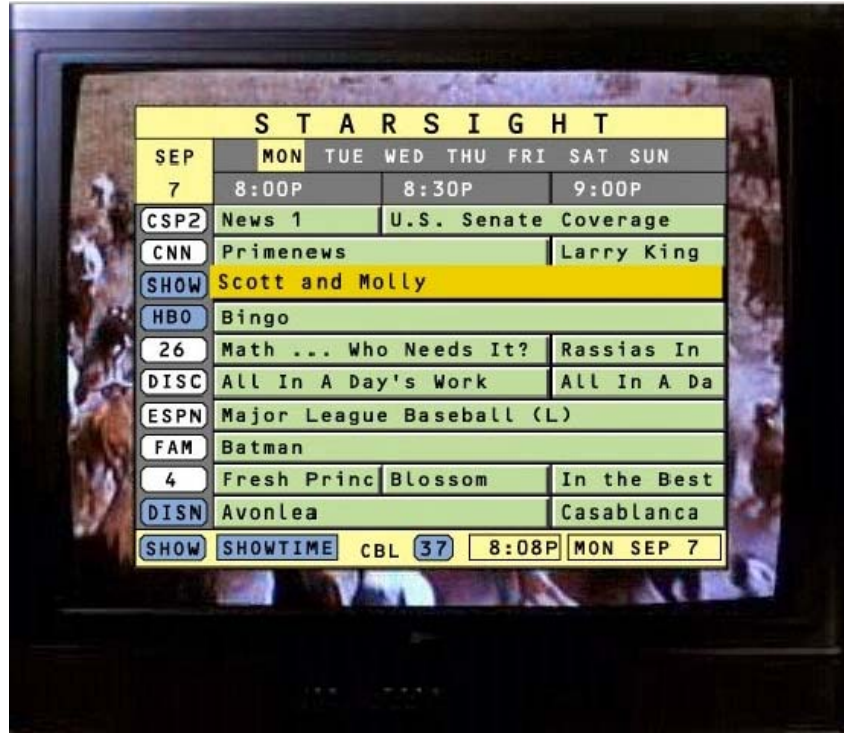 STARSIGHT
SEP MON TUE WED THU FRI SAT SUN
7 8:00P 8:30P 9:00P
CSP2 News 1 U.S. Senate Coverage
CNN Primenews Larry King
SHOW Scott and Molly
HBO Bingo
26 Math ... Who Needs It? Rassias In
DISC All In A Day's Work All In A Da
ESPN Major League Baseball (L)
FAM Batman
4 Fresh Princ Blossom In the Best
DISN Avonlea Casablanca
SHOW SHOWTIME CBL 37 8:08P MON SEP 7